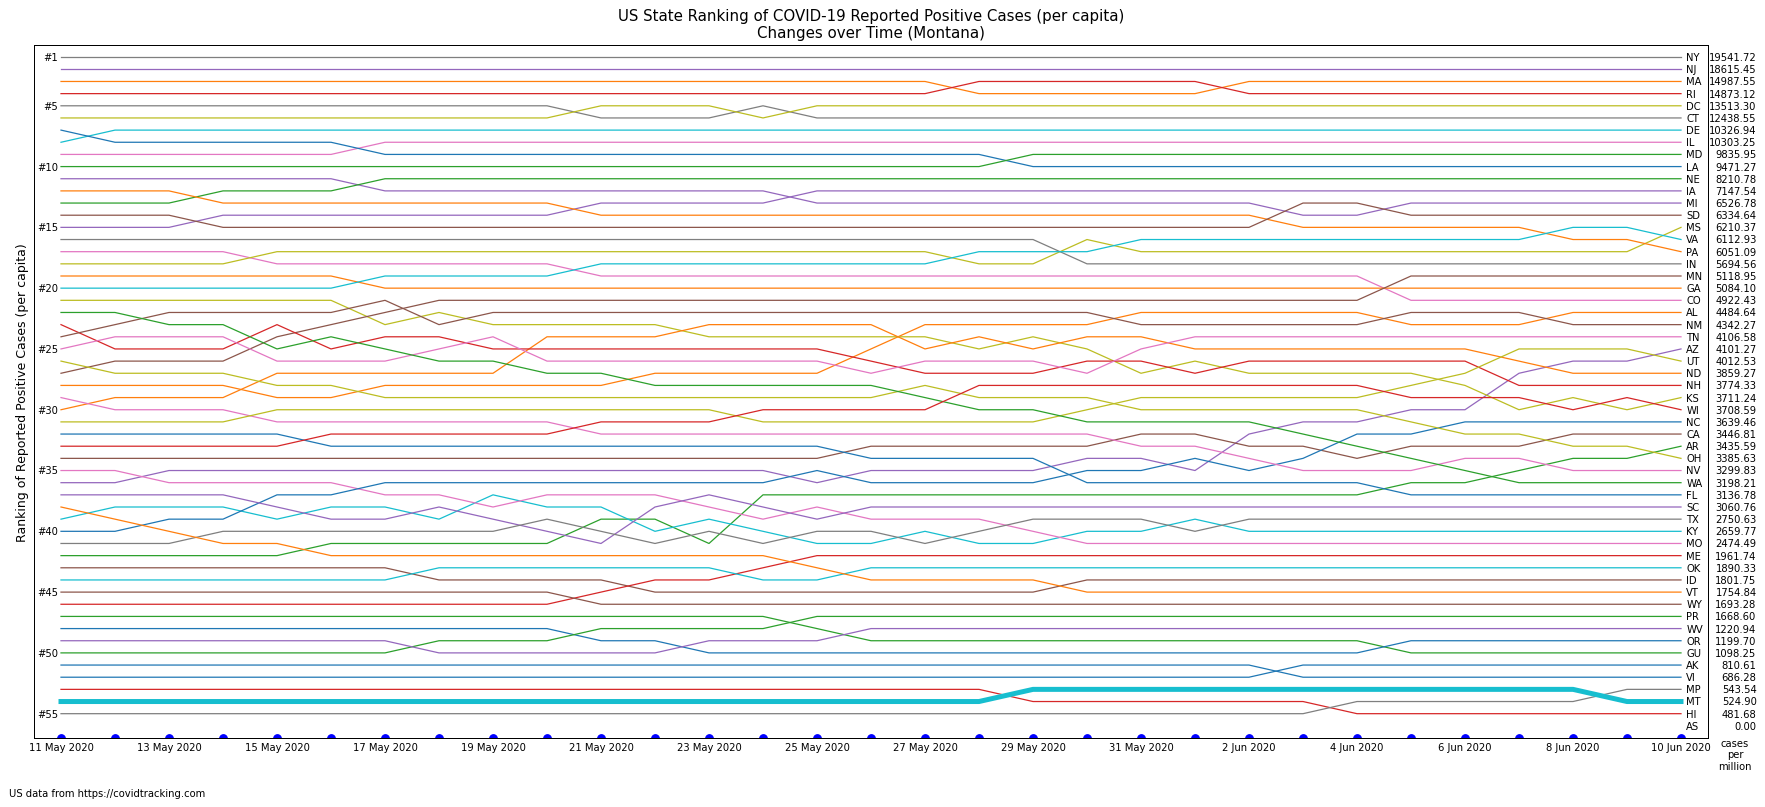 US State Ranking of COVID-19 Reported Positive Cases (per capita)
Changes over Time (Montana)
Ranking of Reported Positive Cases (per capita)
#1
#5
#10
#15
#20
#25
#30
#35
#40
#45
#50
#55
NY 19541.72
NJ 18615.45
MA 14987.55
RI 14873.12
DC 13513.30
CT 12438.55
DE 10326.94
IL 10303.25
MD 9835.95
LA 9471.27
NE 8210.78
IA 7147.54
MI 6526.78
SD 6334.64
MS 6210.37
VA 6112.93
PA 6051.09
IN 5694.56
MN 5118.95
GA 5084.10
CO 4922.43
AL 4484.64
NM 4342.27
TN 4106.58
AZ 4101.27
UT 4012.53
ND 3859.27
NH 3774.33
KS 3711.24
WI 3708.59
NC 3639.46
CA 3446.81
AR 3435.59
OH 3385.63
NV 3299.83
WA 3198.21
FL 3136.78
SC 3060.76
TX 2750.63
KY 2659.77
MO 2474.49
ME 1961.74
OK 1890.33
ID 1801.75
VT 1754.84
WY 1693.28
PR 1668.60
WV 1220.94
OR 1199.70
GU 1098.25
AK 810.61
VI 686.28
MP 543.54
MT 524.90
HI 481.68
AS 0.00
11 May 2020 13 May 2020 15 May 2020 17 May 2020 19 May 2020 21 May 2020 23 May 2020 25 May 2020 27 May 2020 29 May 2020 31 May 2020 2 Jun 2020 4 Jun 2020 6 Jun 2020 8 Jun 2020 10 Jun 2020
cases
per
million
US data from https://covidtracking.com